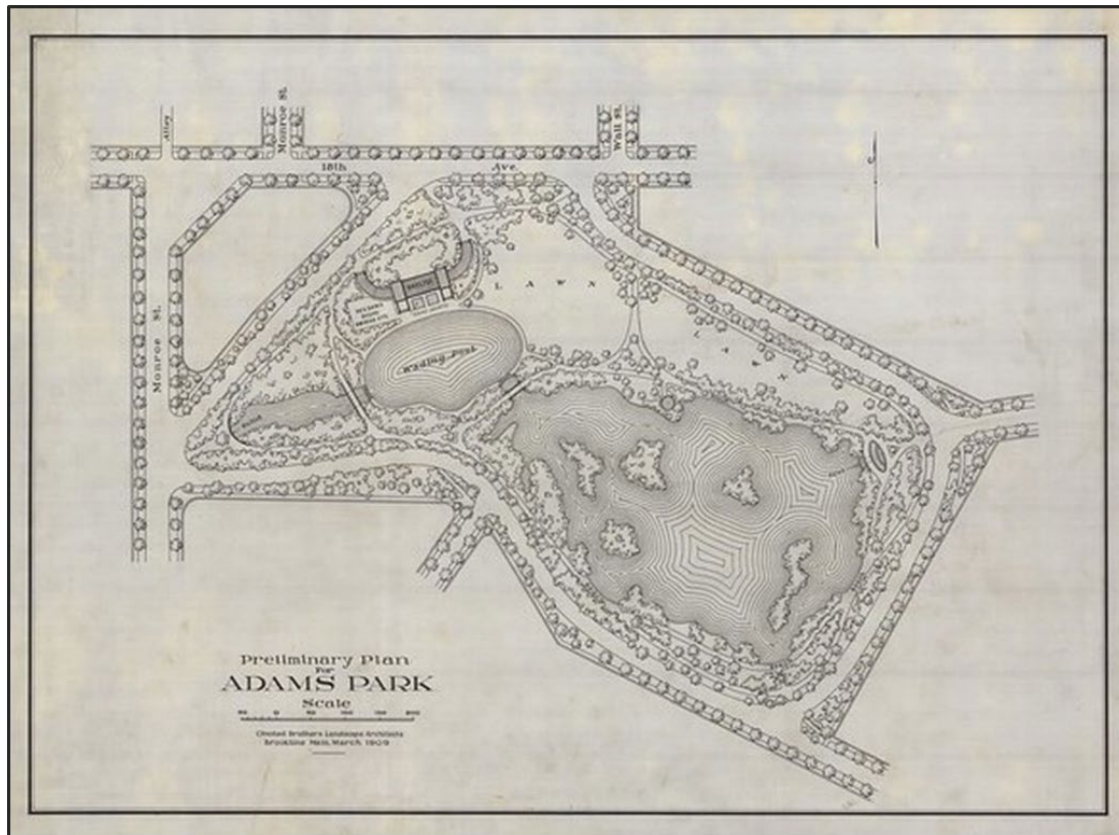 Alley
Monroe St.
Wall St.
18th Ave.
LAWN
Wading Pool
LAWN
Monroe St.
Preliminary Plan
For
ADAMS PARK
Scale
Olmsted Brothers Landscape Architects
Brookline Mass. March 1909